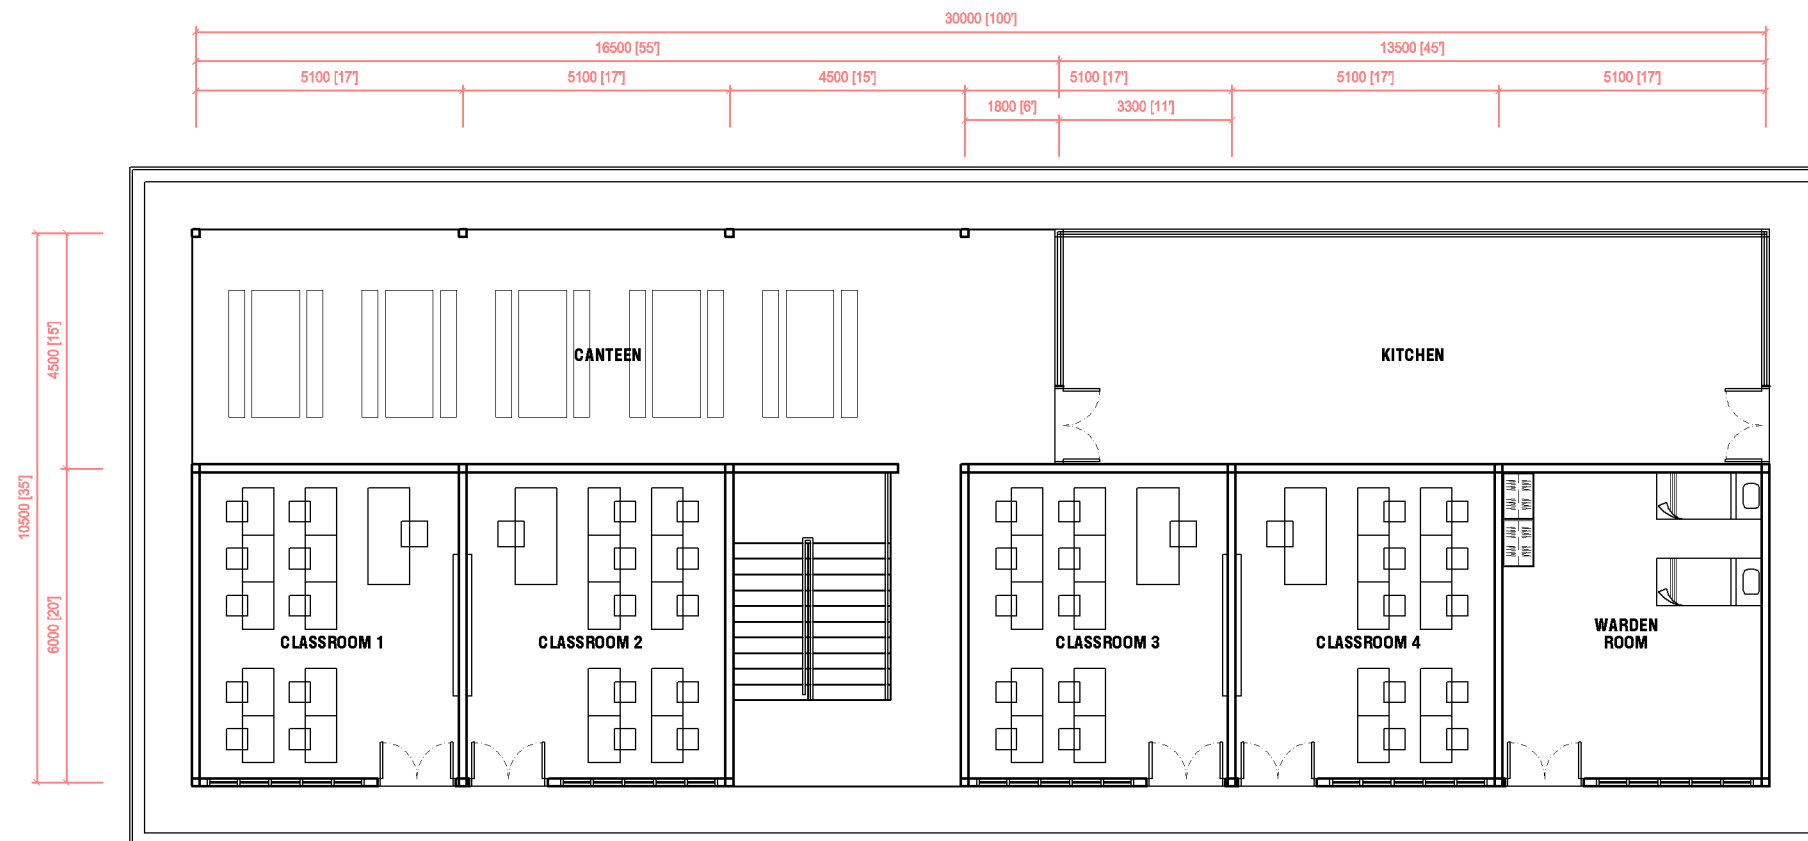 30000 [100']
16500 [55']
13500 [45']
5100 [17']
5100 [17']
4500 [15']
5100 [17']
5100 [17']
5100 [17']
1800 [6']
3300 [11']
4500 [15']
10500 [35']
6000 [20']
CANTEEN
KITCHEN
CLASSROOM 1
CLASSROOM 2
CLASSROOM 3
CLASSROOM 4
WARDEN
ROOM